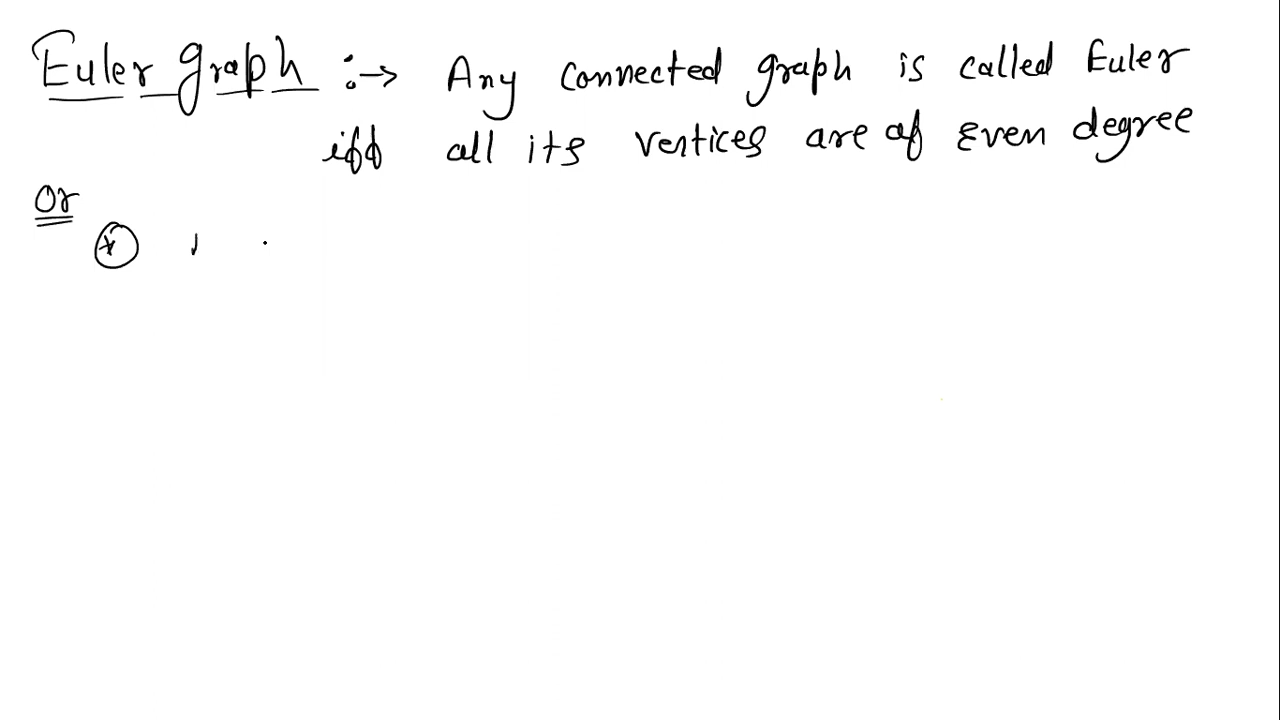 Euler graph :→ Any connected graph is called Euler
iff all its vertices are of Even degree
or